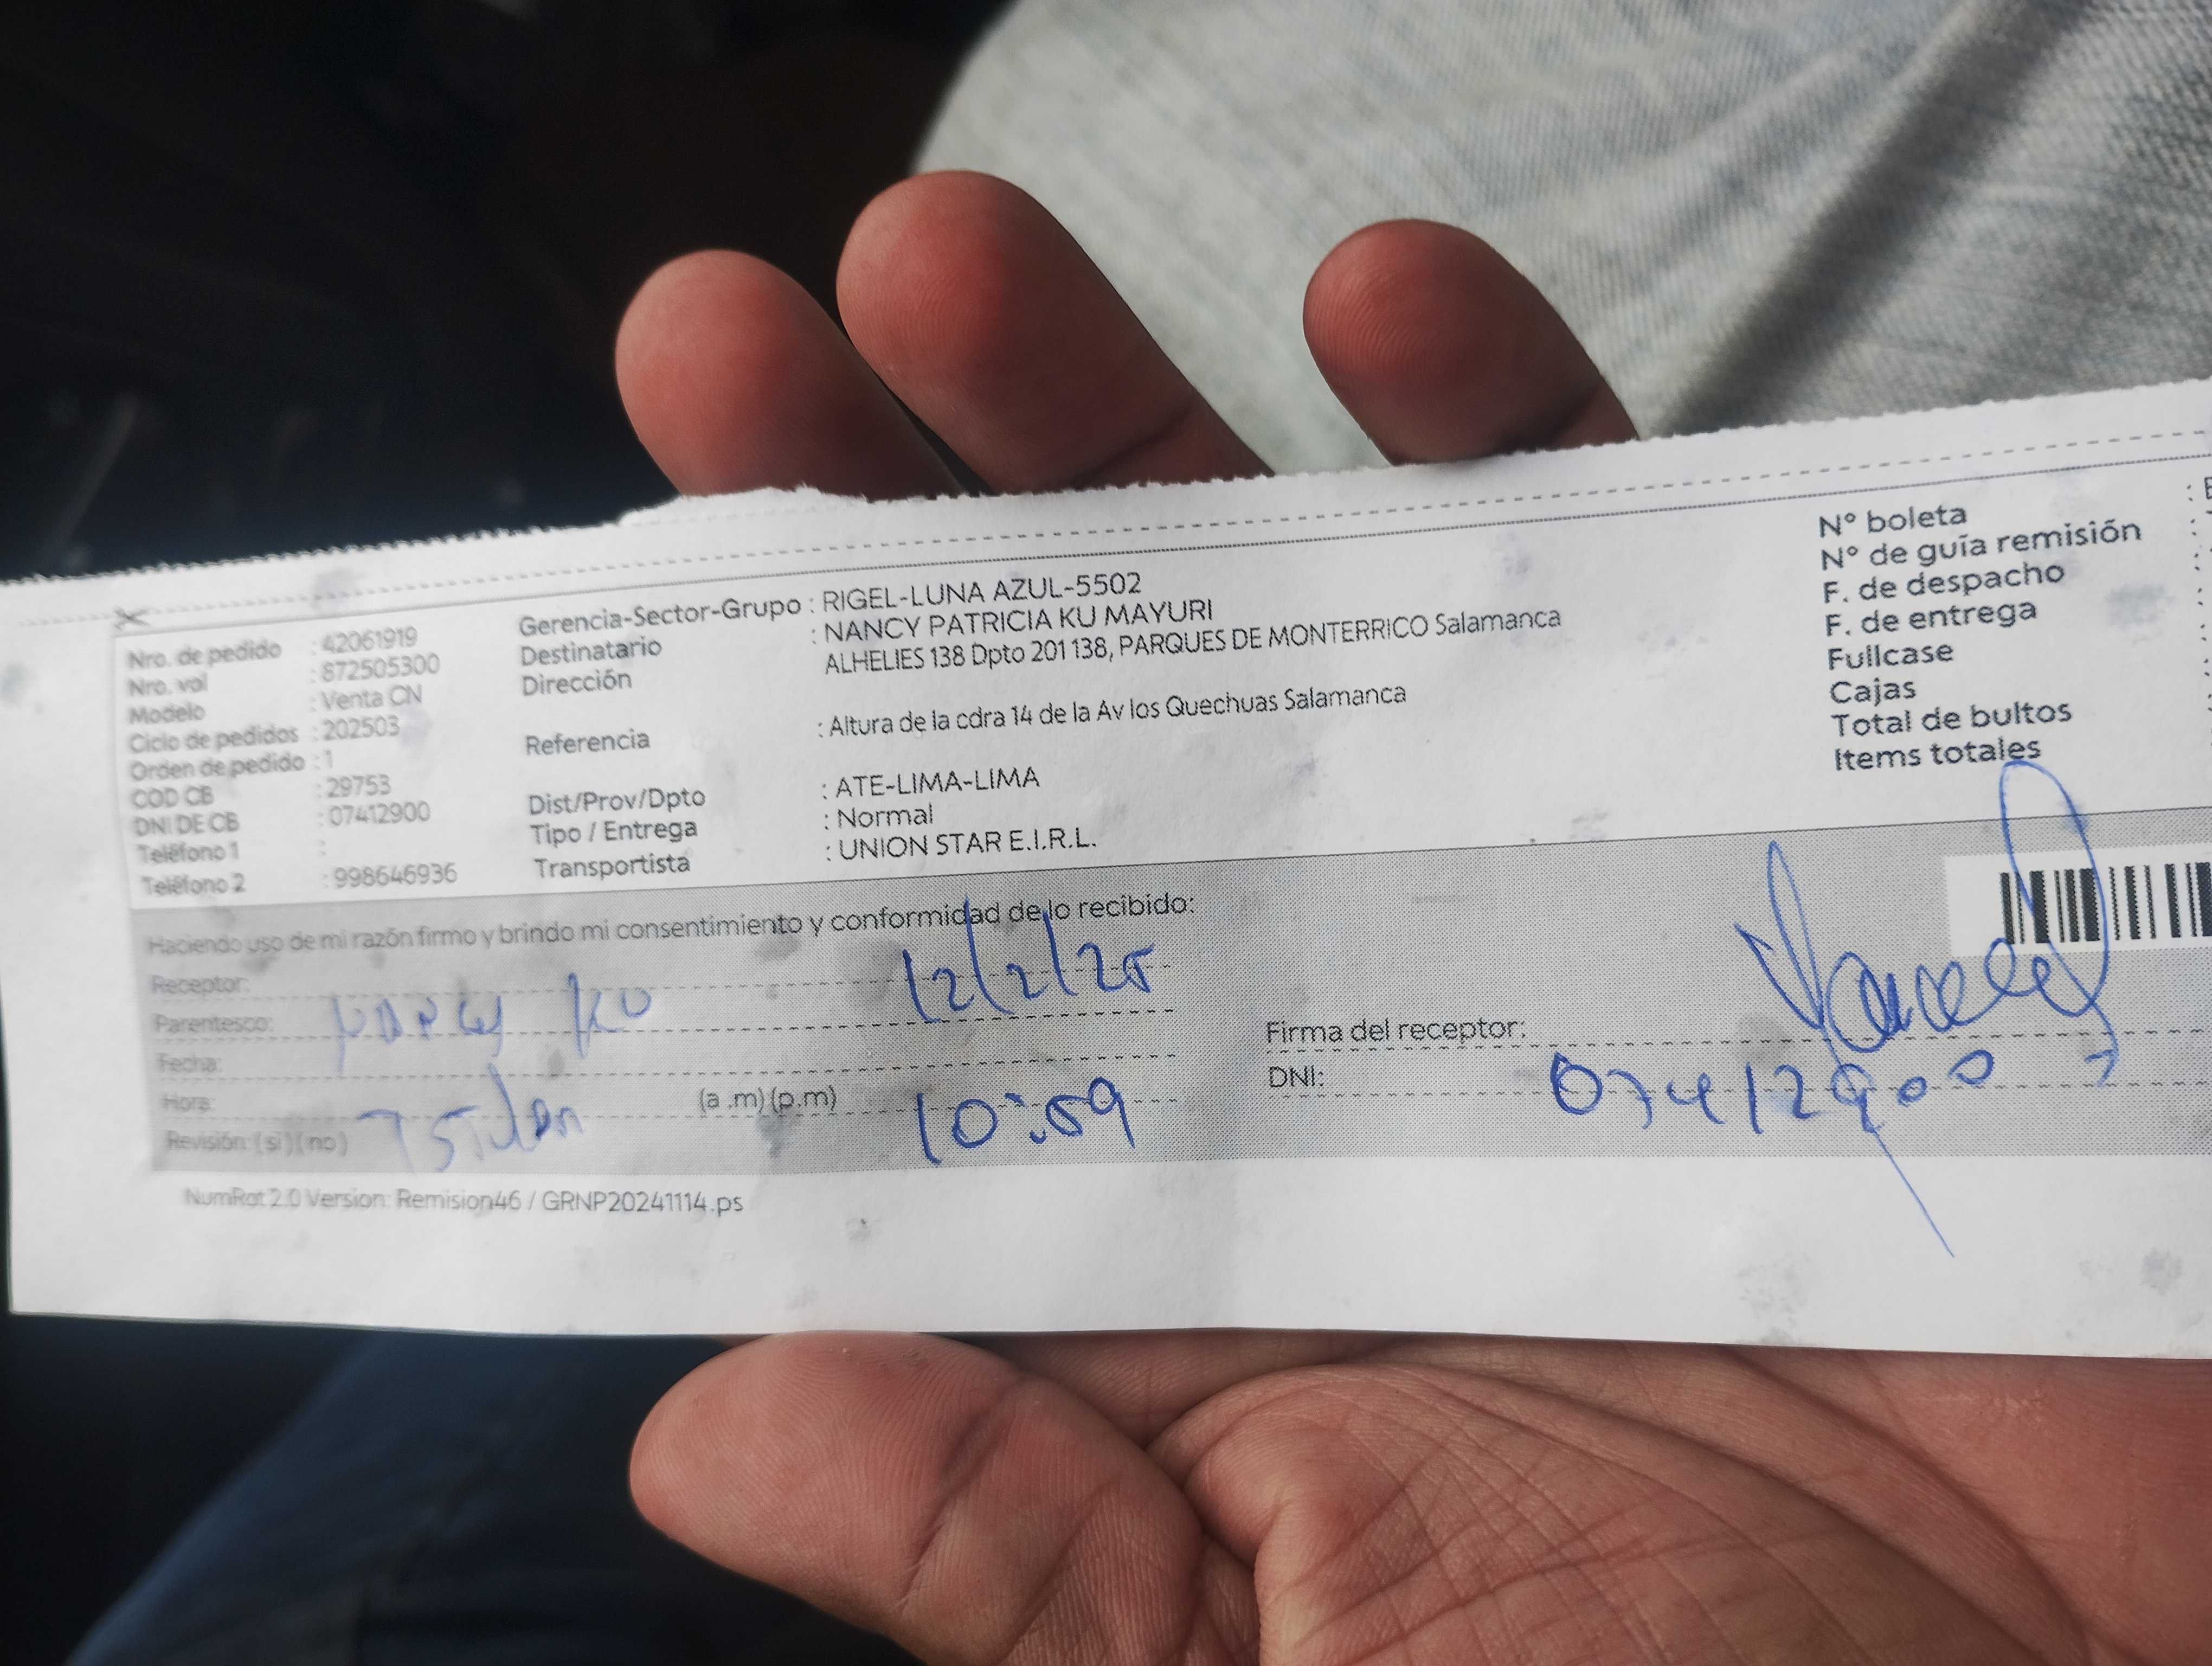 Nro. de pedido : 42061919
Nro. vol : 872505300
Modelo : Venta CN
Ciclo de pedidos : 202503
Orden de pedido : 1
COD CB : 29753
DNI DE CB : 07412900
Teléfono 1 :
Teléfono 2 : 998646936
Gerencia-Sector-Grupo : RIGEL-LUNA AZUL-5502
Destinatario : NANCY PATRICIA KU MAYURI
Dirección ALHELIES 138 Dpto 201 138, PARQUES DE MONTERRICO Salamanca
Referencia : Altura de la cdra 14 de la Av los Quechuas Salamanca
Dist/Prov/Dpto : ATE-LIMA-LIMA
Tipo / Entrega : Normal
Transportista : UNION STAR E.I.R.L.
N° boleta :
N° de guía remisión :
F. de despacho :
F. de entrega :
Fullcase :
Cajas :
Total de bultos
Items totales :
Haciendo uso de mi razón firmo y brindo mi consentimiento y conformidad de lo recibido:
Receptor: 12/2/25
Parentesco: Nancy KU
Fecha:
Hora: (a .m) (p.m) 10:59
Revisión: (si) (no)
Firma del receptor:
DNI: 07412900
NumRot 2.0 Version: Remision46 / GRNP20241114.ps